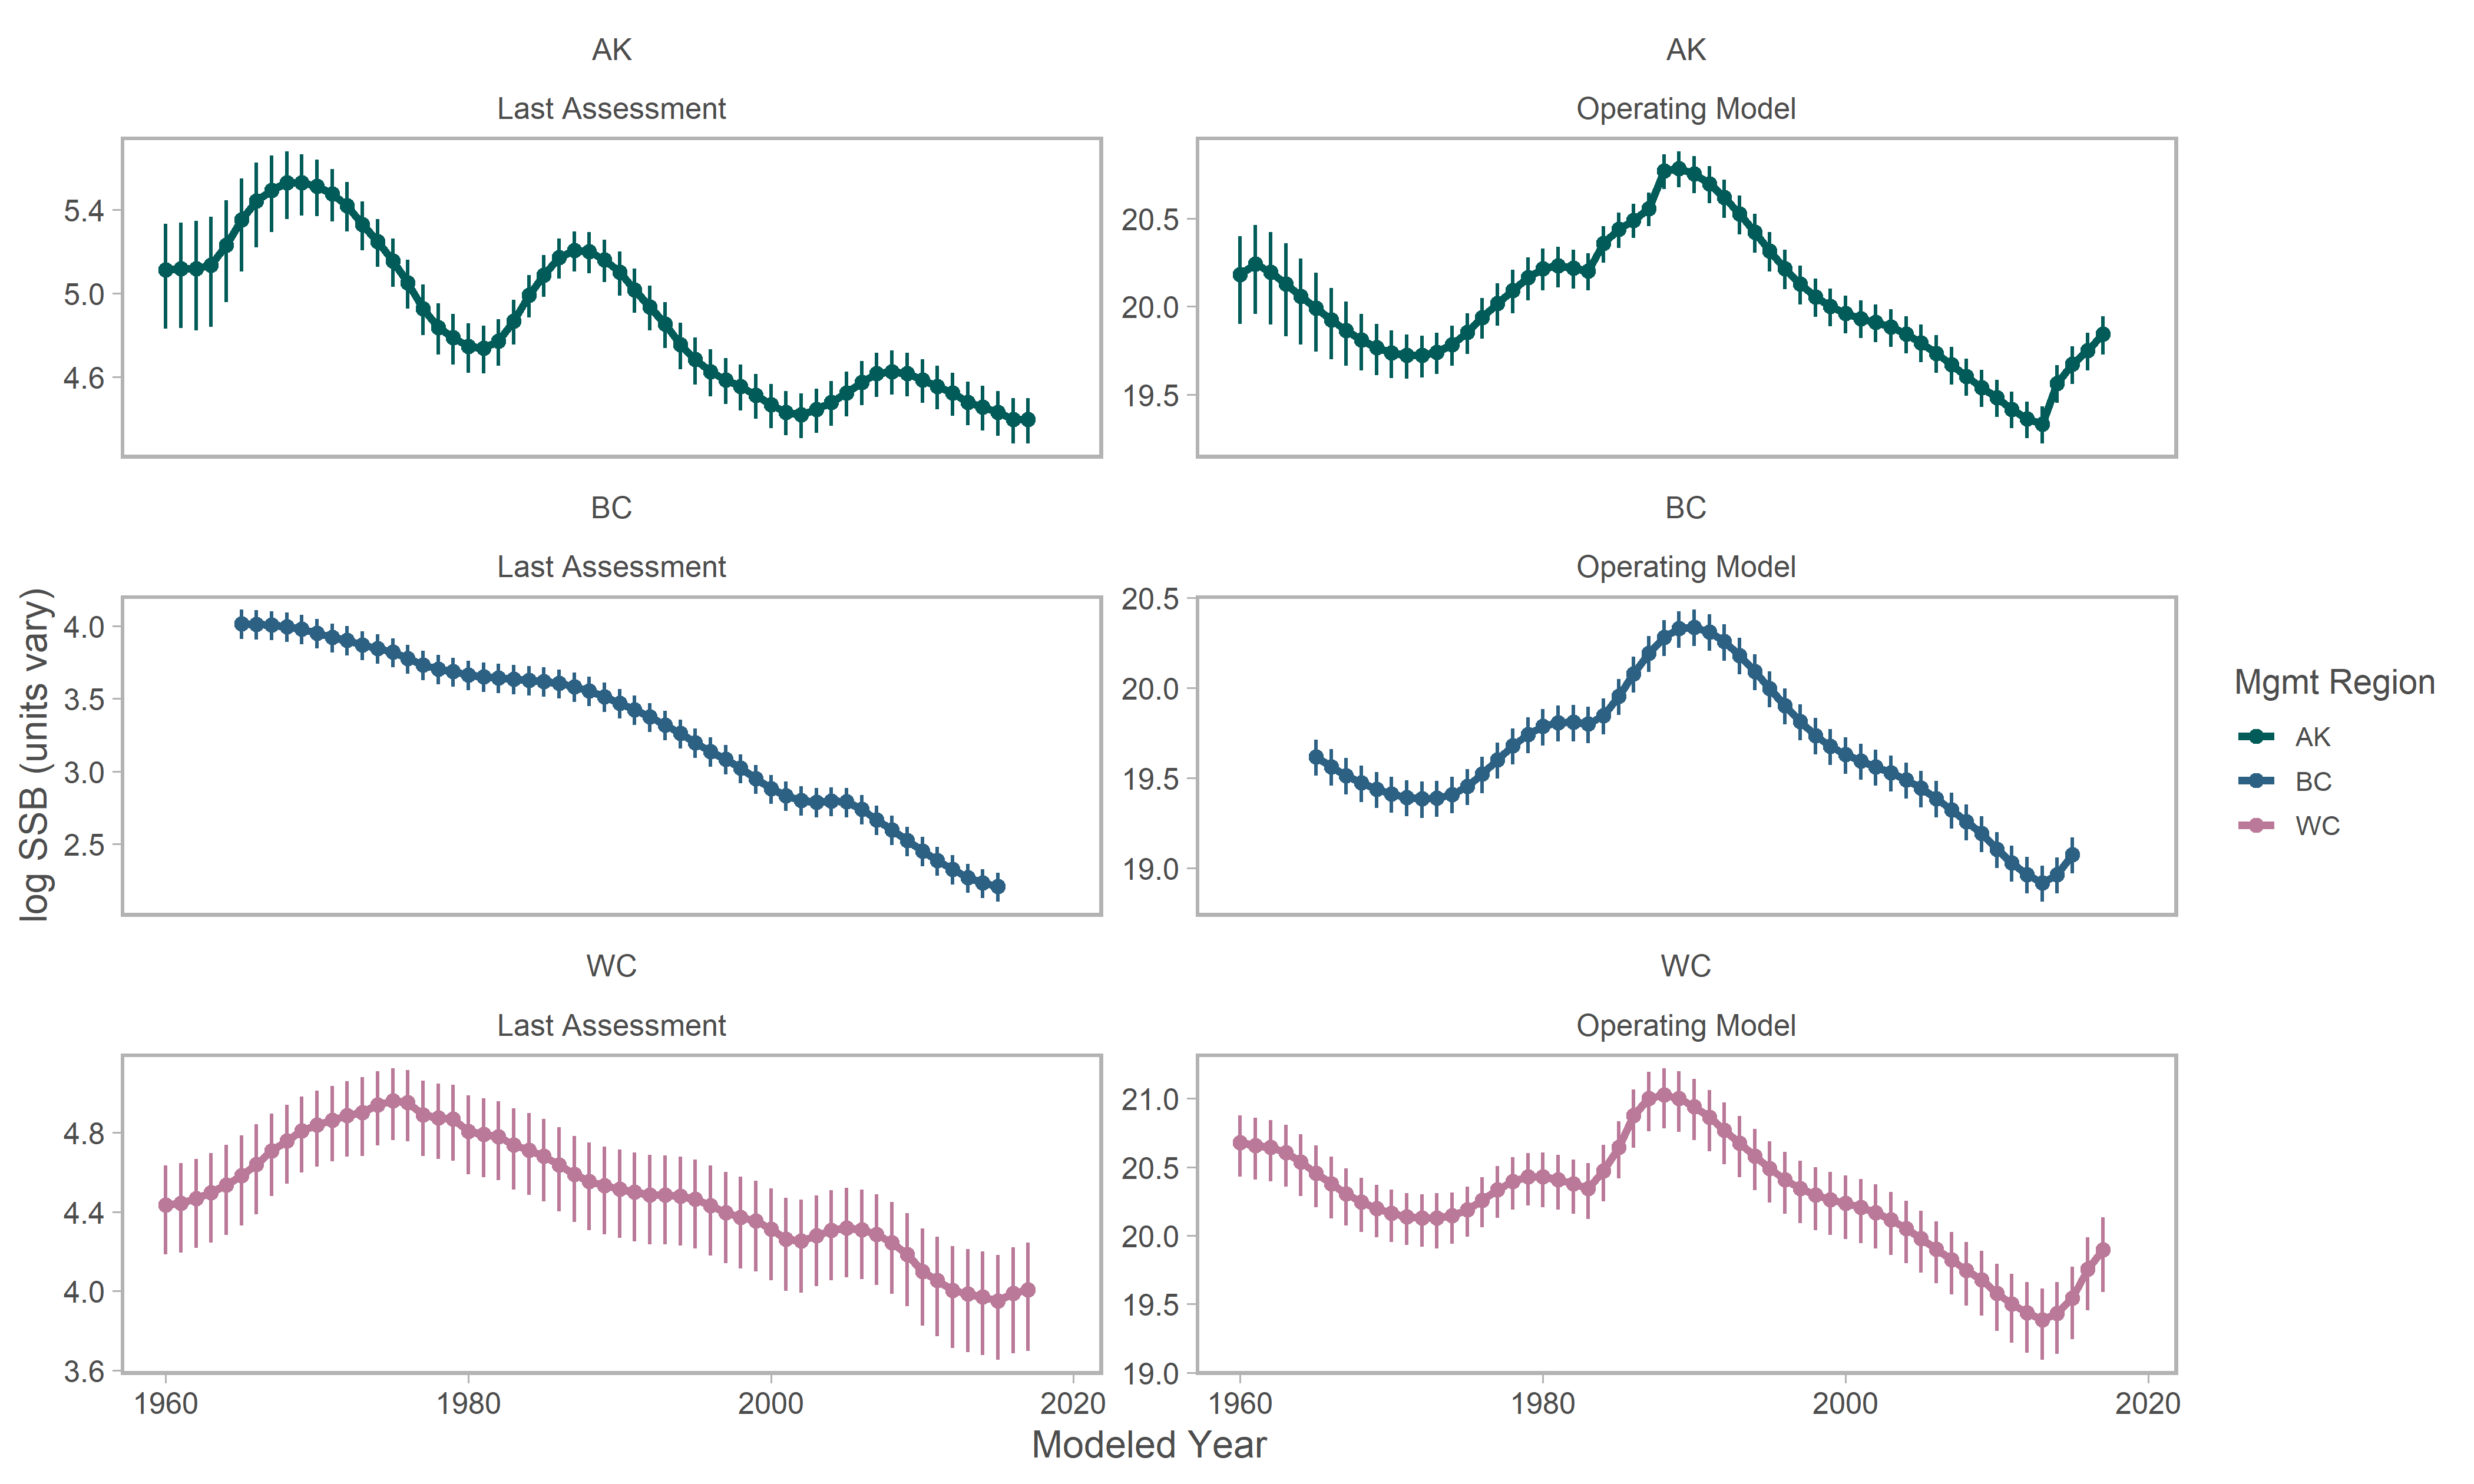 AK
Last Assessment
5.4
5.0
4.6
AK
Operating Model
20.5
20.0
19.5
BC
Last Assessment
4.0
3.5
3.0
2.5
BC
Operating Model
20.5
20.0
19.5
19.0
WC
Last Assessment
4.8
4.4
4.0
3.6
1960 1980 2000 2020
WC
Operating Model
21.0
20.5
20.0
19.5
19.0
1960 1980 2000 2020
log SSB (units vary)
Modeled Year
Mgmt Region
AK
BC
WC